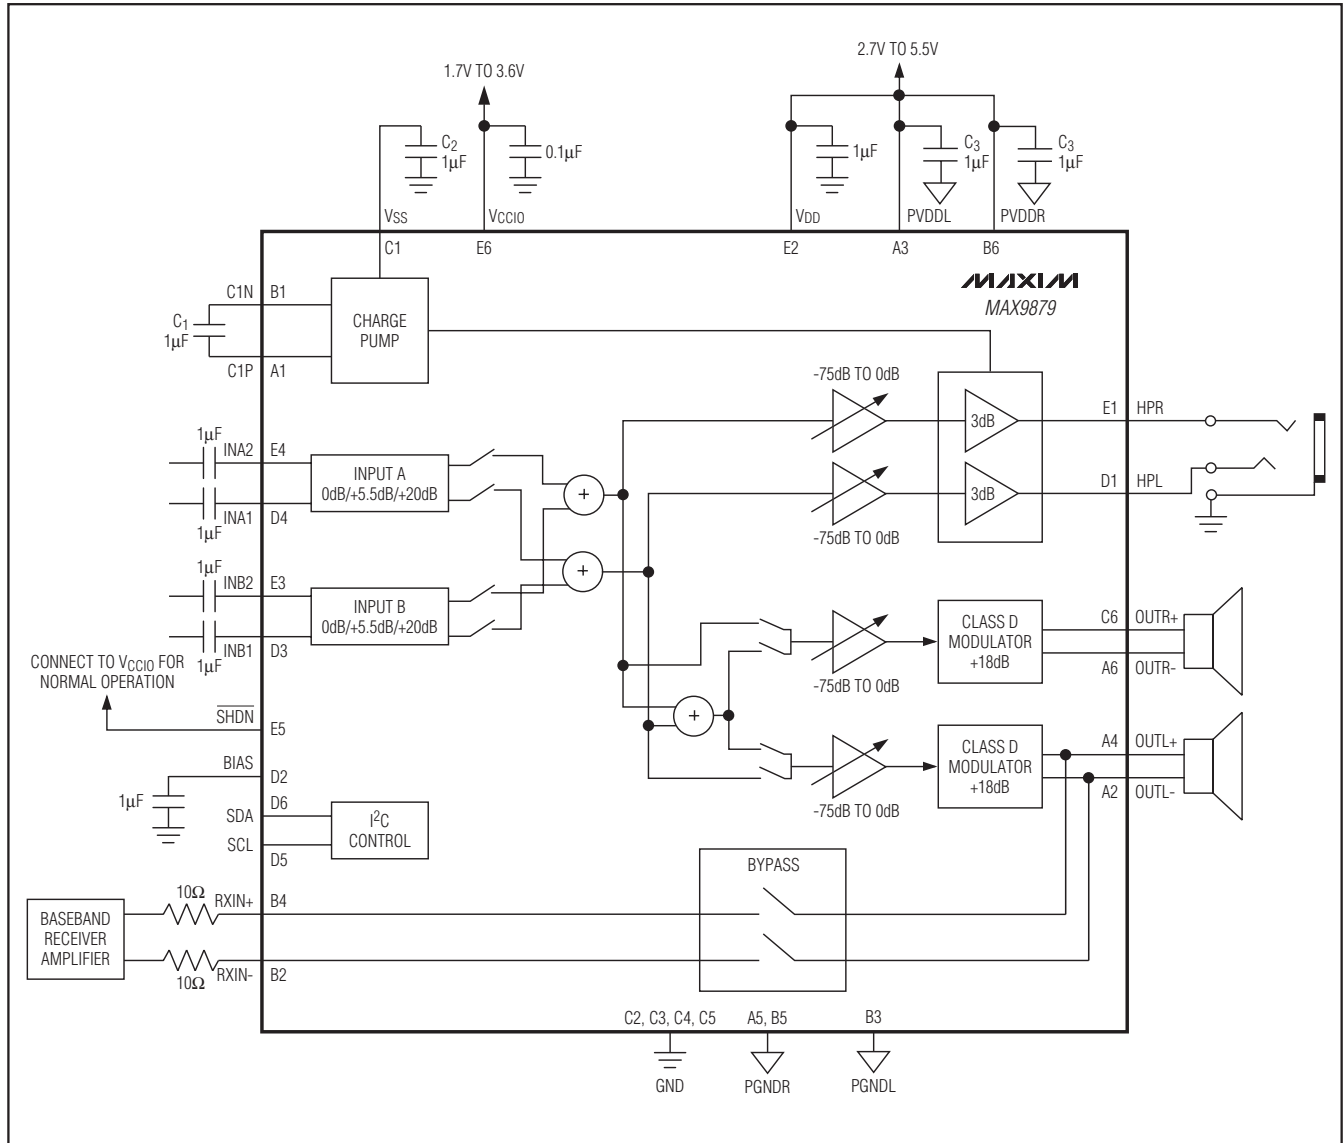 2.7V TO 5.5V
1.7V TO 3.6V
C2
1µF
0.1µF
1µF
C3
1µF
C3
1µF
VSS
VCCIO
VDD
PVDDL
PVDDR
C1
E6
E2
A3
B6
MAXIM
MAX9879
C1N
B1
C1
1µF
C1P
A1
CHARGE
PUMP
-75dB TO 0dB
3dB
E1
HPR
1µF
INA2
E4
INPUT A
0dB/+5.5dB/+20dB
+
INA1
D4
1µF
3dB
D1
HPL
-75dB TO 0dB
1µF
INB2
E3
INPUT B
0dB/+5.5dB/+20dB
+
INB1
D3
1µF
CLASS D
MODULATOR
+18dB
C6
OUTR+
A6
OUTR-
-75dB TO 0dB
CONNECT TO VCCIO FOR
NORMAL OPERATION
SHDN
E5
+
BIAS
D2
1µF
CLASS D
MODULATOR
+18dB
A4
OUTL+
A2
OUTL-
-75dB TO 0dB
D6
SDA
SCL
D5
I2C
CONTROL
BYPASS
BASEBAND
RECEIVER
AMPLIFIER
10Ω
RXIN+
B4
10Ω
RXIN-
B2
C2, C3, C4, C5
A5, B5
B3
GND
PGNDR
PGNDL